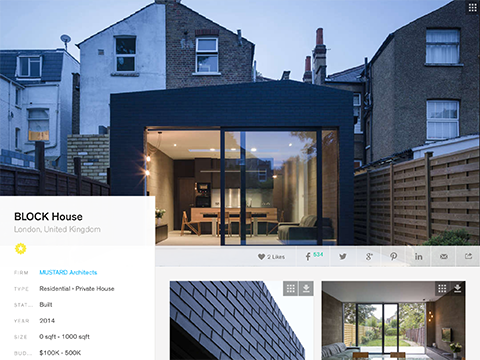 BLOCK House
London, United Kingdom
2 Likes
524
FIRM MUSTARD Architects
TYPE Residential › Private House
STAT... Built
YEAR 2014
SIZE 0 sqft - 1000 sqft
BUD... $100K - 500K